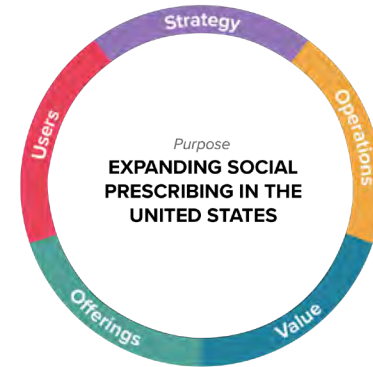 Strategy
Operations
Value
Offerings
Users
Purpose
EXPANDING SOCIAL
PRESCRIBING IN THE
UNITED STATES